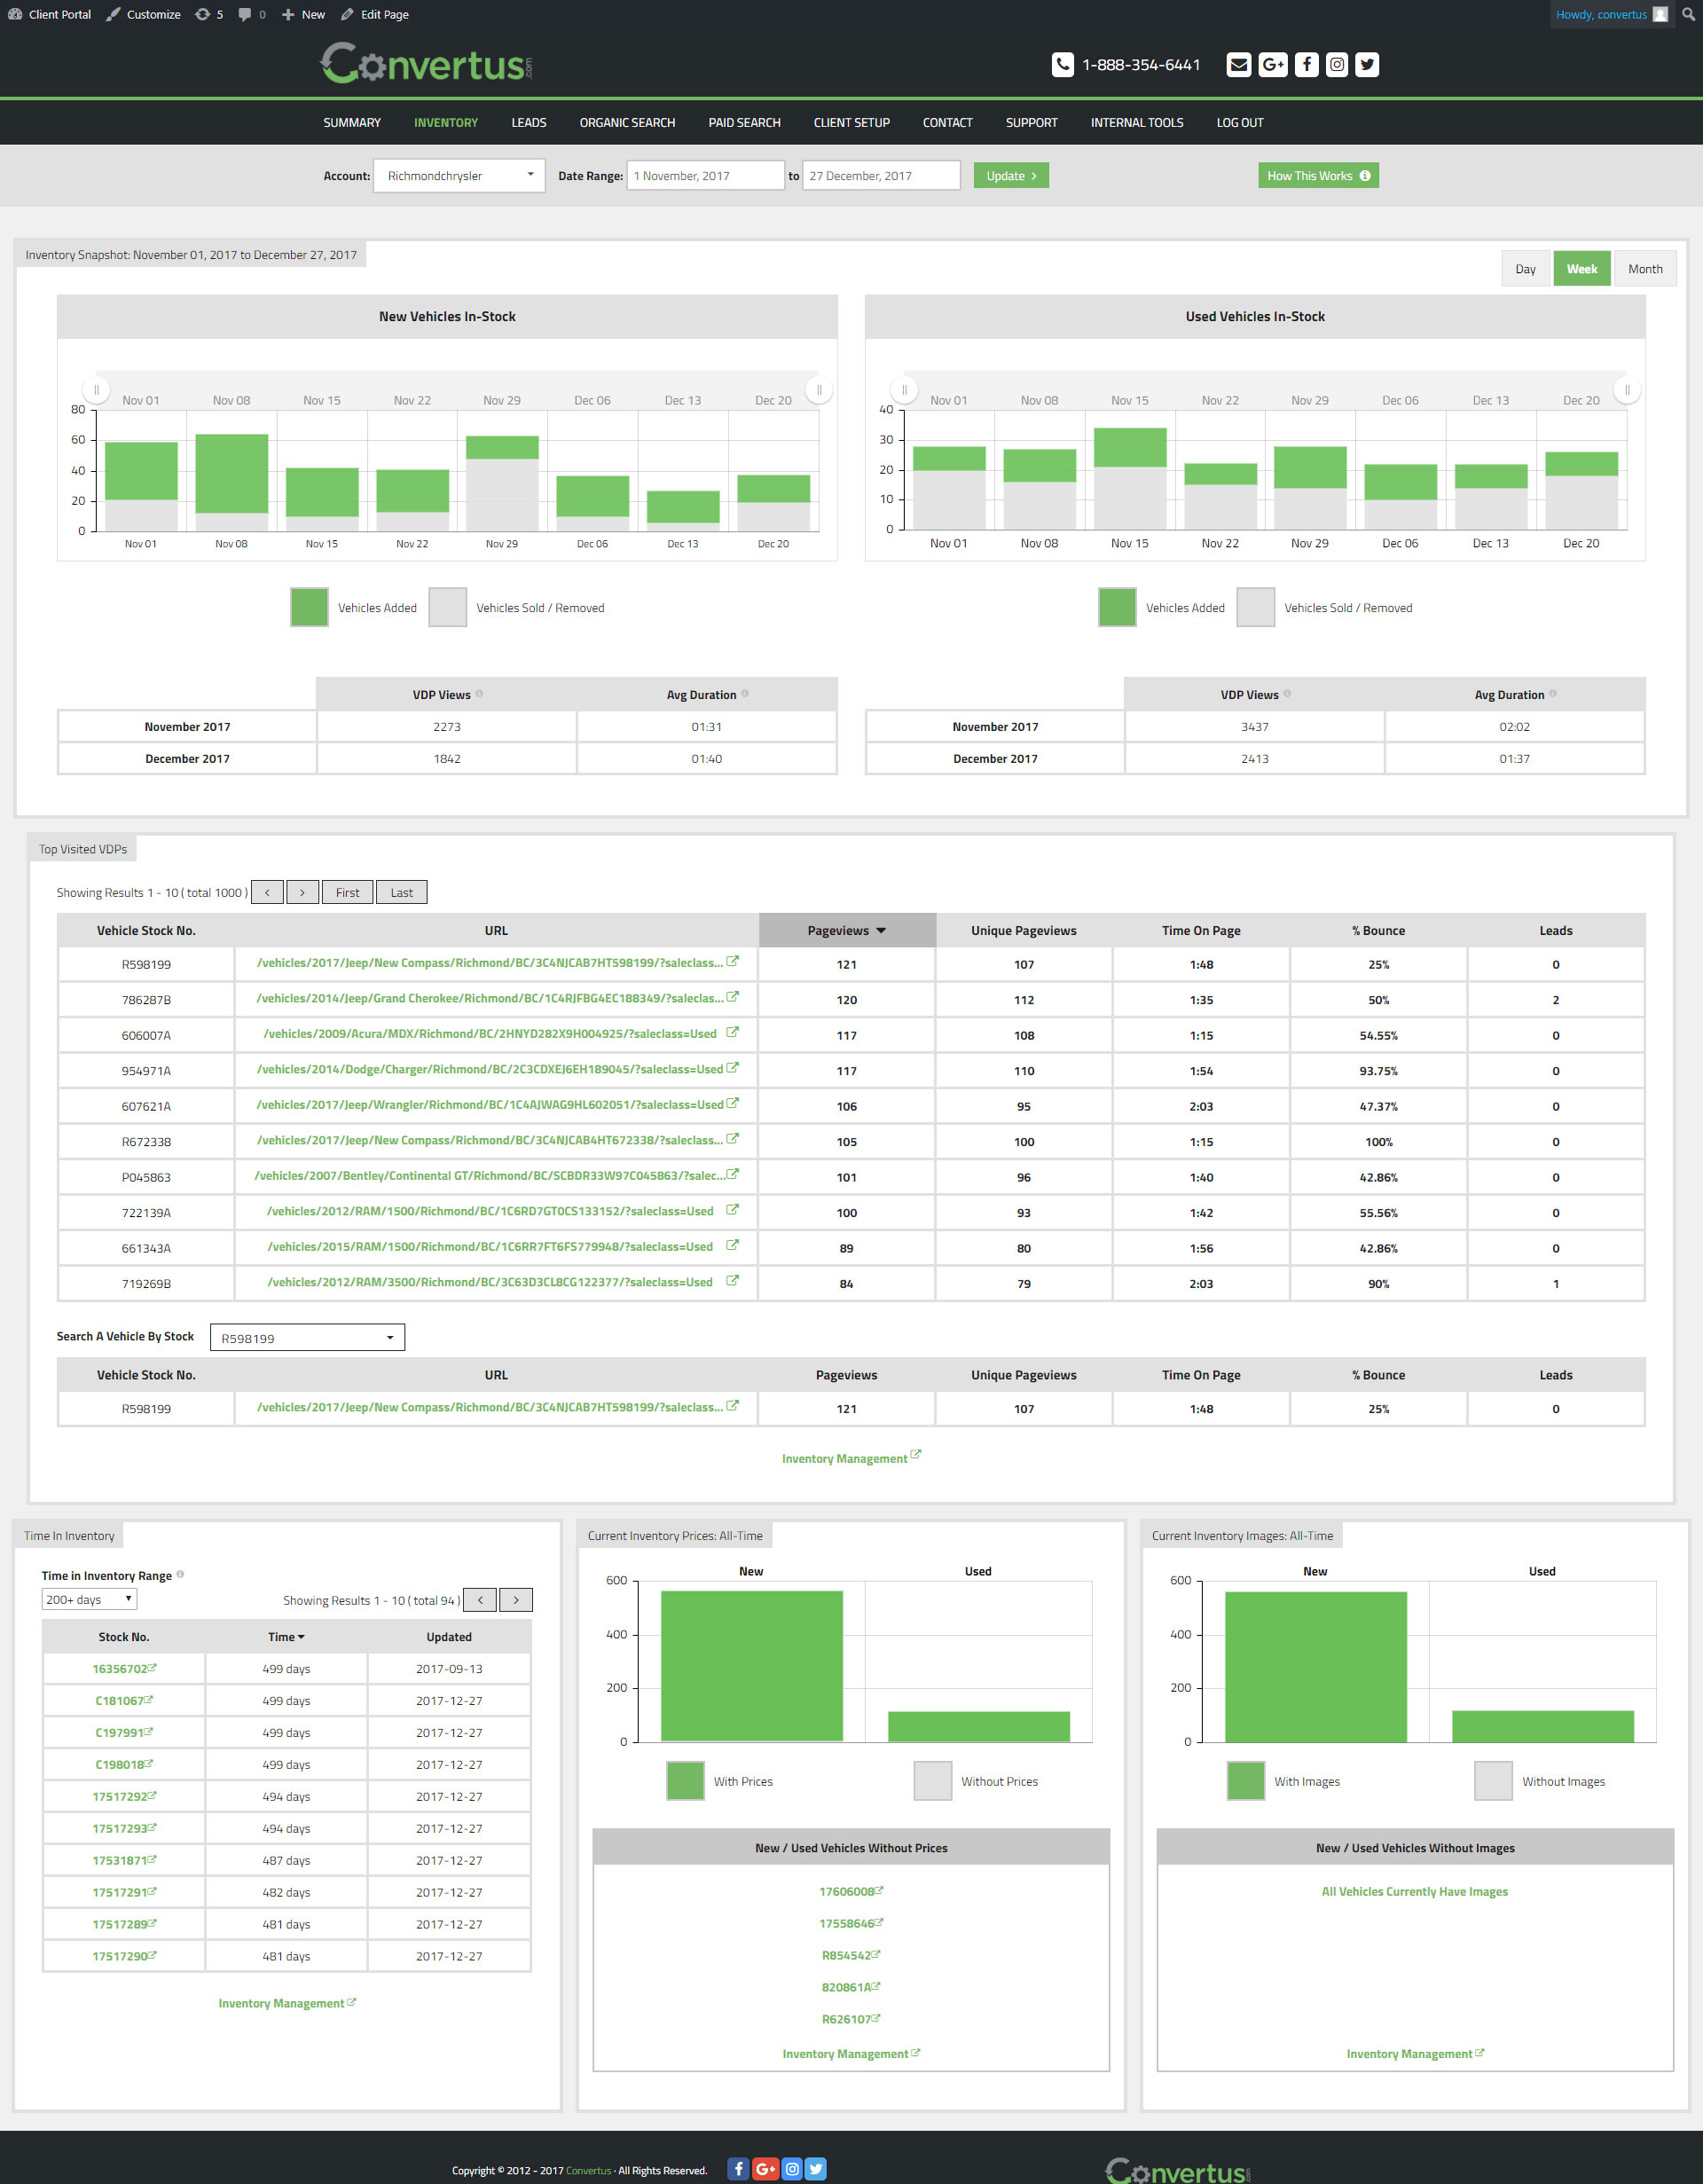 Client Portal Customize 5 0 New Edit Page Howdy, convertus
Convertus.com 1-888-354-6441
SUMMARY INVENTORY LEADS ORGANIC SEARCH PAID SEARCH CLIENT SETUP CONTACT SUPPORT INTERNAL TOOLS LOG OUT
Account: Richmondchrysler Date Range: 1 November, 2017 to 27 December, 2017 Update > How This Works
Inventory Snapshot: November 01, 2017 to December 27, 2017
Day Week Month
New Vehicles In-Stock
Nov 01 Nov 08 Nov 15 Nov 22 Nov 29 Dec 06 Dec 13 Dec 20
80
60
40
20
0
Nov 01 Nov 08 Nov 15 Nov 22 Nov 29 Dec 06 Dec 13 Dec 20
Vehicles Added Vehicles Sold / Removed
VDP Views Avg Duration
November 2017 2273 01:31
December 2017 1842 01:40
Used Vehicles In-Stock
Nov 01 Nov 08 Nov 15 Nov 22 Nov 29 Dec 06 Dec 13 Dec 20
40
30
20
10
0
Nov 01 Nov 08 Nov 15 Nov 22 Nov 29 Dec 06 Dec 13 Dec 20
Vehicles Added Vehicles Sold / Removed
VDP Views Avg Duration
November 2017 3437 02:02
December 2017 2413 01:37
Top Visited VDPs
Showing Results 1 - 10 ( total 1000 ) < > First Last
Vehicle Stock No. URL Pageviews Unique Pageviews Time On Page % Bounce Leads
R598199 /vehicles/2017/Jeep/New Compass/Richmond/BC/3C4NJCAB7HT598199/?saleclass... 121 107 1:48 25% 0
786287B /vehicles/2014/Jeep/Grand Cherokee/Richmond/BC/1C4RJFBG4EC188349/?saleclas... 120 112 1:35 50% 2
606007A /vehicles/2009/Acura/MDX/Richmond/BC/2HNYD282X9H004925/?saleclass=Used 117 108 1:15 54.55% 0
954971A /vehicles/2014/Dodge/Charger/Richmond/BC/2C3CDXEJ6EH189045/?saleclass=Used 117 110 1:54 93.75% 0
607621A /vehicles/2017/Jeep/Wrangler/Richmond/BC/1C4AJWAG9HL602051/?saleclass=Used 106 95 2:03 47.37% 0
R672338 /vehicles/2017/Jeep/New Compass/Richmond/BC/3C4NJCAB4HT672338/?saleclass... 105 100 1:15 100% 0
P045863 /vehicles/2007/Bentley/Continental GT/Richmond/BC/SCBDR33W97C045863/?salec... 101 96 1:40 42.86% 0
722139A /vehicles/2012/RAM/1500/Richmond/BC/1C6RD7GT0CS133152/?saleclass=Used 100 93 1:42 55.56% 0
661343A /vehicles/2015/RAM/1500/Richmond/BC/1C6RR7FT6FS779948/?saleclass=Used 89 80 1:56 42.86% 0
719269B /vehicles/2012/RAM/3500/Richmond/BC/3C63D3CL8CG122377/?saleclass=Used 84 79 2:03 90% 1
Search A Vehicle By Stock R598199
Vehicle Stock No. URL Pageviews Unique Pageviews Time On Page % Bounce Leads
R598199 /vehicles/2017/Jeep/New Compass/Richmond/BC/3C4NJCAB7HT598199/?saleclass... 121 107 1:48 25% 0
Inventory Management
Time In Inventory
Time in Inventory Range
200+ days Showing Results 1 - 10 ( total 94 ) < >
Stock No. Time Updated
16356702 499 days 2017-09-13
C181067 499 days 2017-12-27
C197991 499 days 2017-12-27
C198018 499 days 2017-12-27
17517292 494 days 2017-12-27
17517293 494 days 2017-12-27
17531871 487 days 2017-12-27
17517291 482 days 2017-12-27
17517289 481 days 2017-12-27
17517290 481 days 2017-12-27
Inventory Management
Current Inventory Prices: All-Time
New Used
600
400
200
0
With Prices Without Prices
New / Used Vehicles Without Prices
17606008
17558646
R854542
820861A
R626107
Inventory Management
Current Inventory Images: All-Time
New Used
600
400
200
0
With Images Without Images
New / Used Vehicles Without Images
All Vehicles Currently Have Images
Inventory Management
Copyright © 2012 - 2017 Convertus · All Rights Reserved. Convertus.com